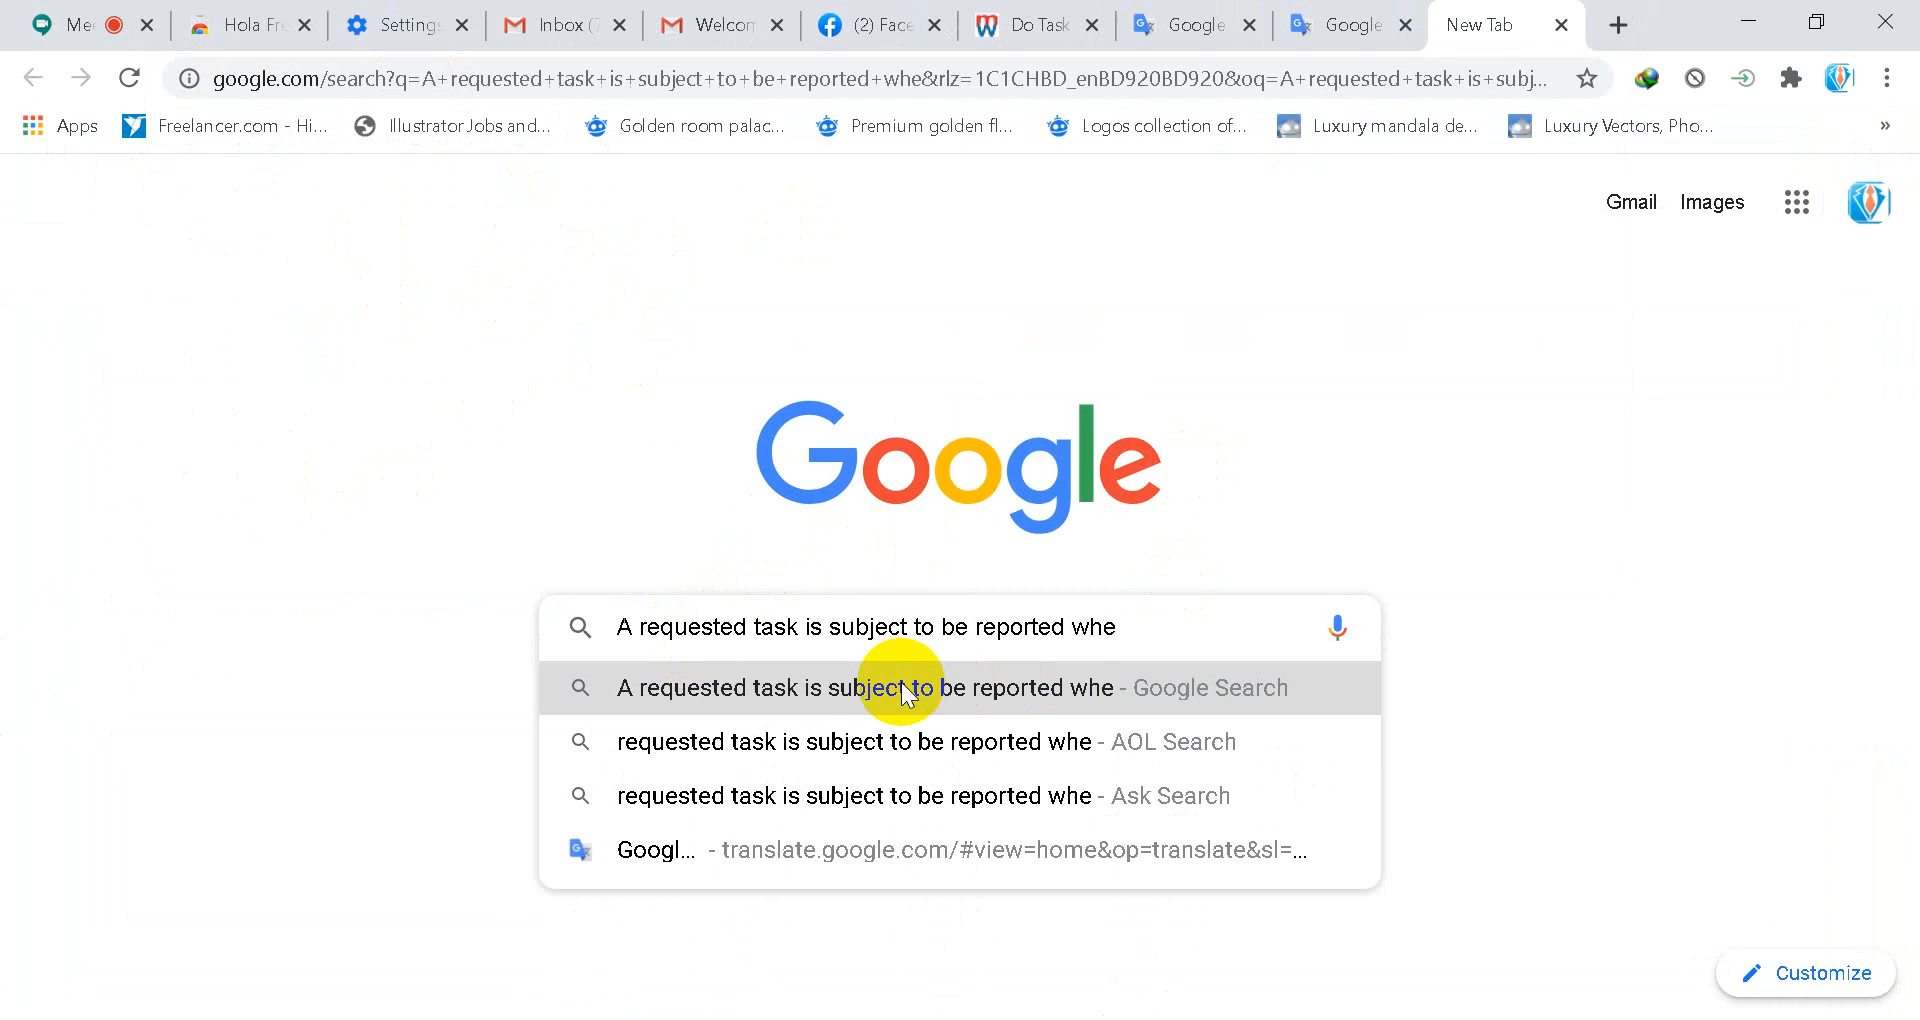 Me
Hola Fr
Settings
Inbox (
Welcom
(2) Face
Do Task
Google
Google
New Tab
google.com/search?q=A+requested+task+is+subject+to+be+reported+whe&rlz=1C1CHBD_enBD920BD920&oq=A+requested+task+is+subj...
Apps
Freelancer.com - Hi...
Illustrator Jobs and...
Golden room palac...
Premium golden fl...
Logos collection of...
Luxury mandala de...
Luxury Vectors, Pho...
»
Gmail Images
Google
A requested task is subject to be reported whe
A requested task is subject to be reported whe - Google Search
requested task is subject to be reported whe - AOL Search
requested task is subject to be reported whe - Ask Search
Googl... - translate.google.com/#view=home&op=translate&sl=...
Customize